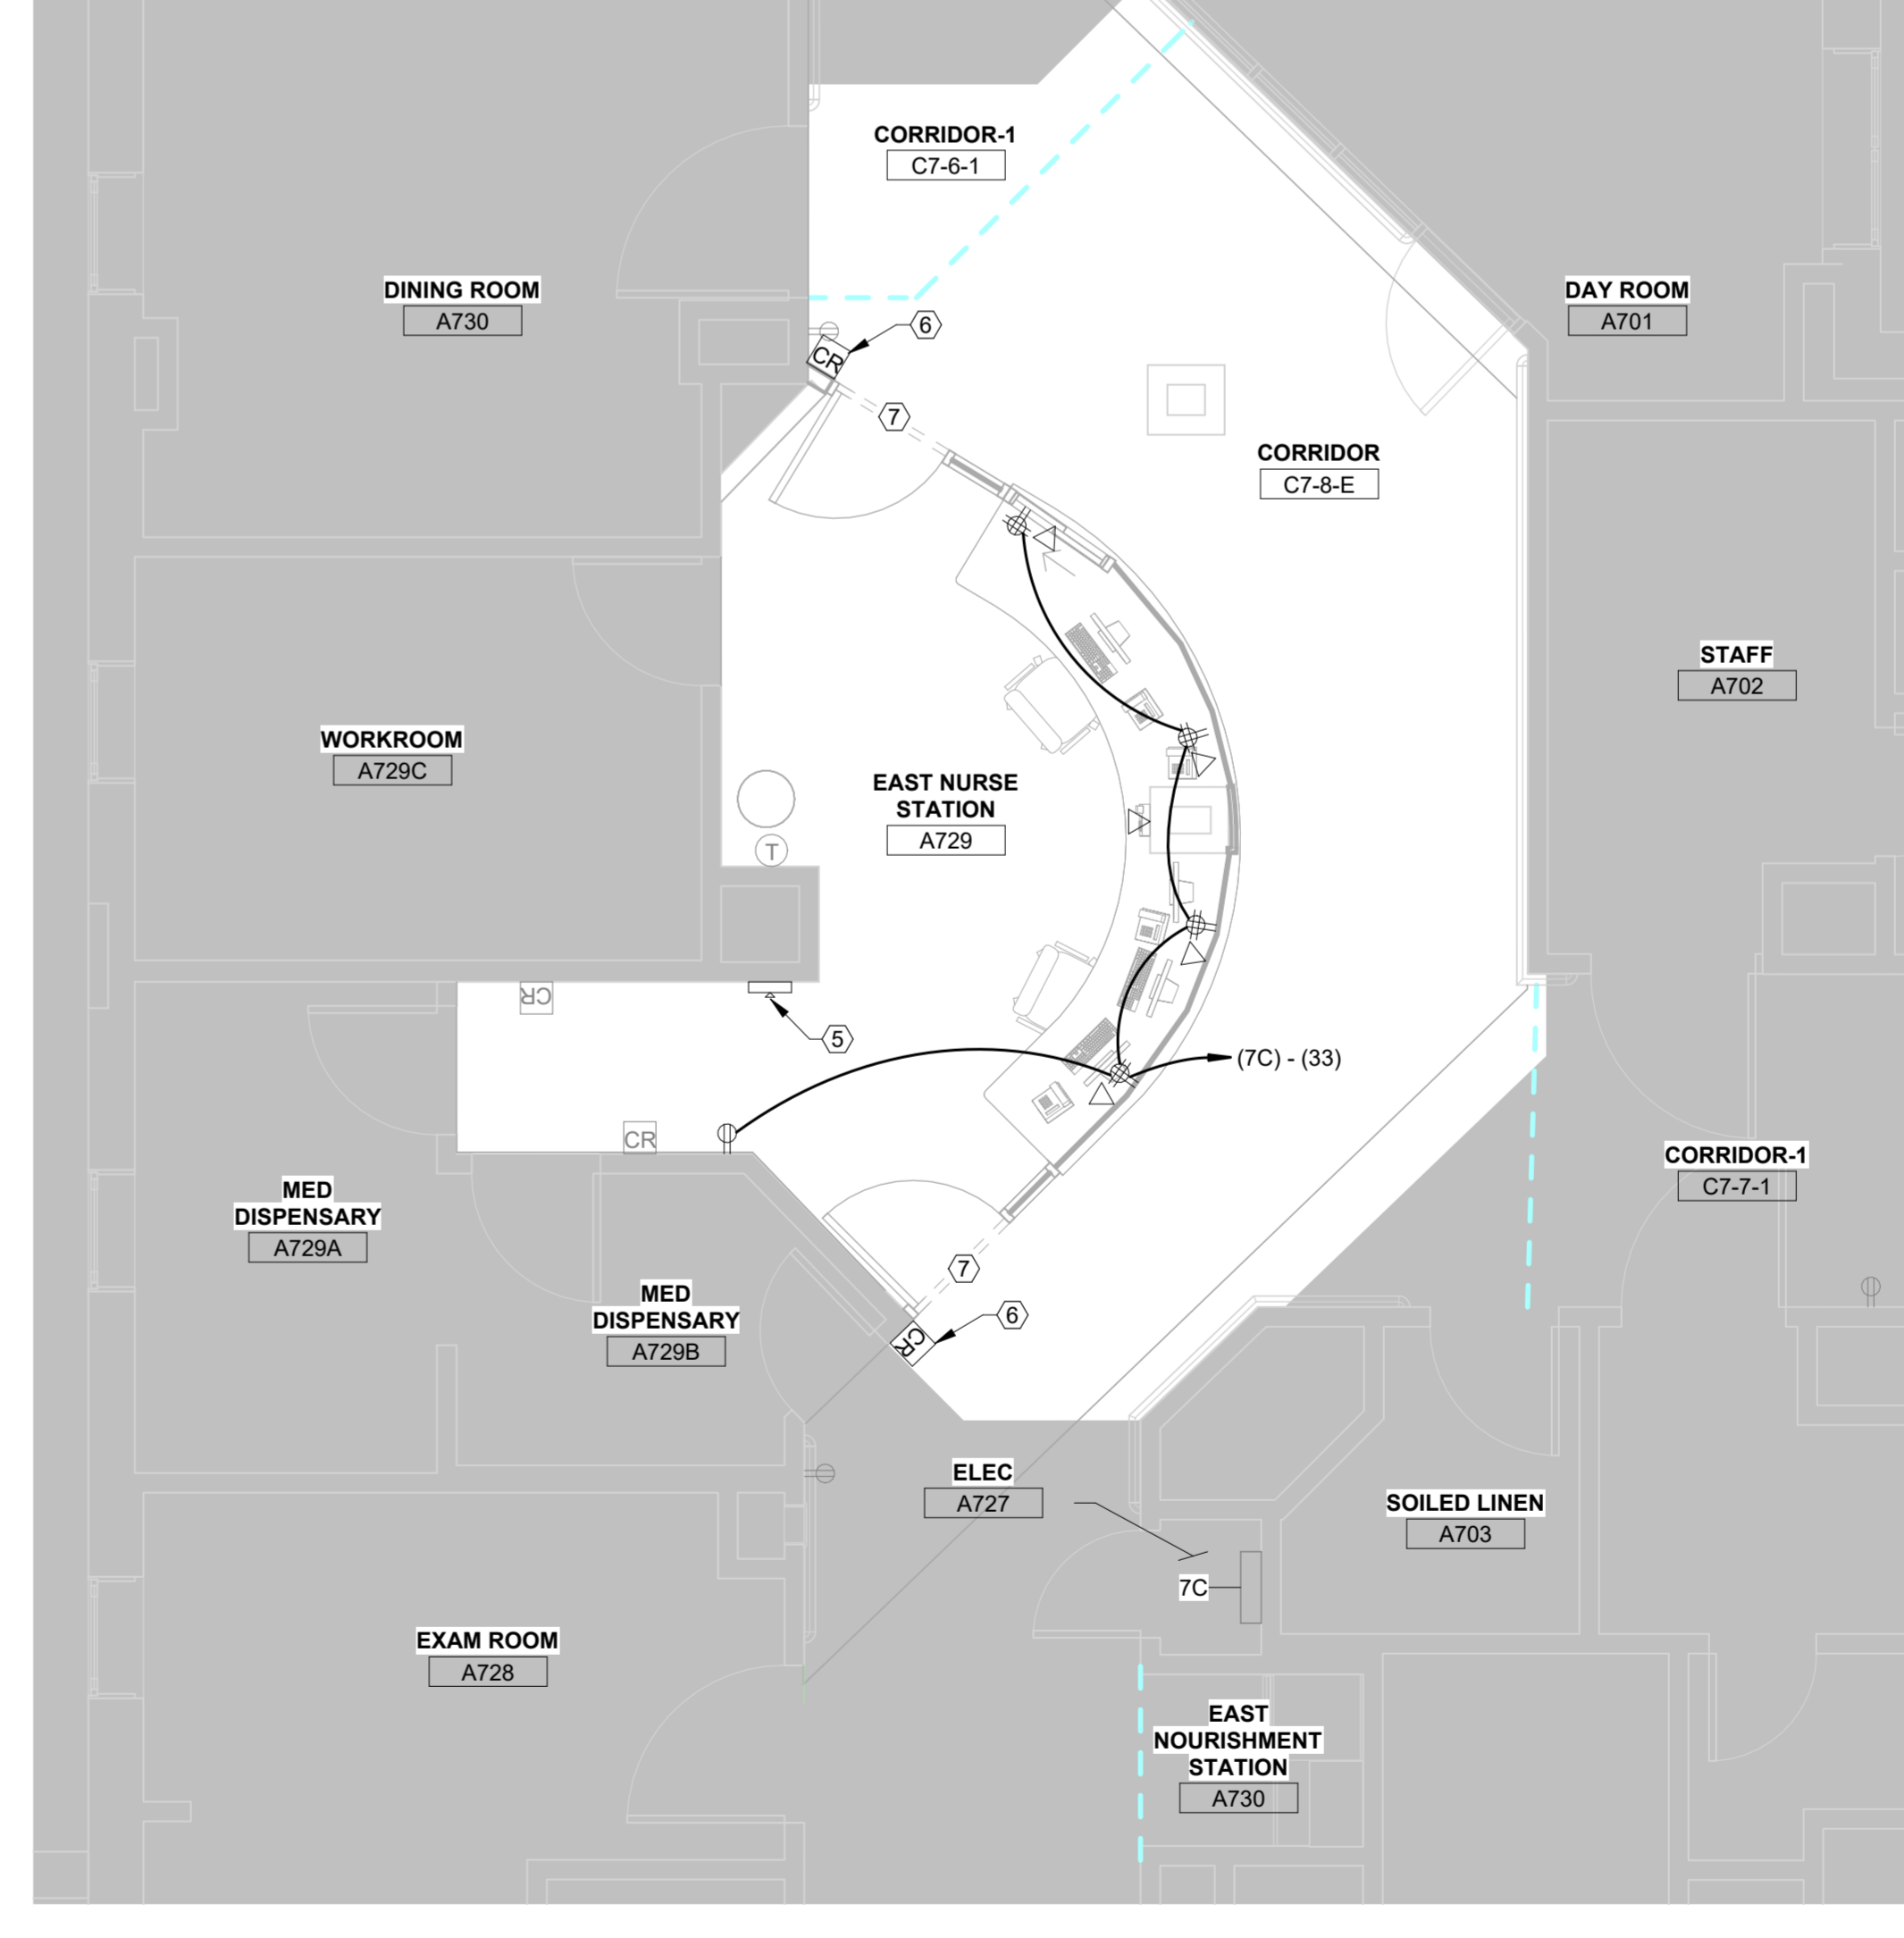 CORRIDOR-1
C7-6-1
DINING ROOM
A730
DAY ROOM
A701
6
CR
7
CORRIDOR
C7-8-E
STAFF
A702
WORKROOM
A729C
EAST NURSE
STATION
A729
T
CR
5
(7C) - (33)
CR
CORRIDOR-1
C7-7-1
MED
DISPENSARY
A729A
7
MED
DISPENSARY
A729B
6
CR
ELEC
A727
SOILED LINEN
A703
7C
EXAM ROOM
A728
EAST
NOURISHMENT
STATION
A730